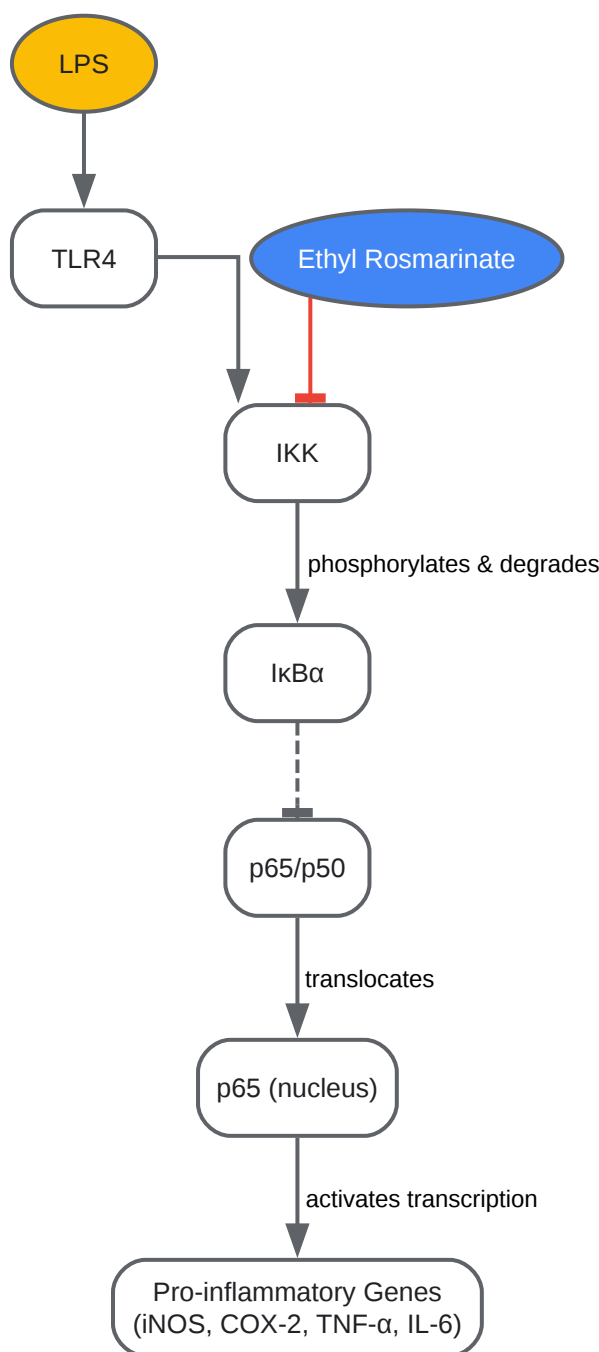 LPS
TLR4
Ethyl Rosmarinate
IKK
phosphorylates & degrades
IκBα
p65/p50
translocates
p65 (nucleus)
activates transcription
Pro-inflammatory Genes
(iNOS, COX-2, TNF-α, IL-6)